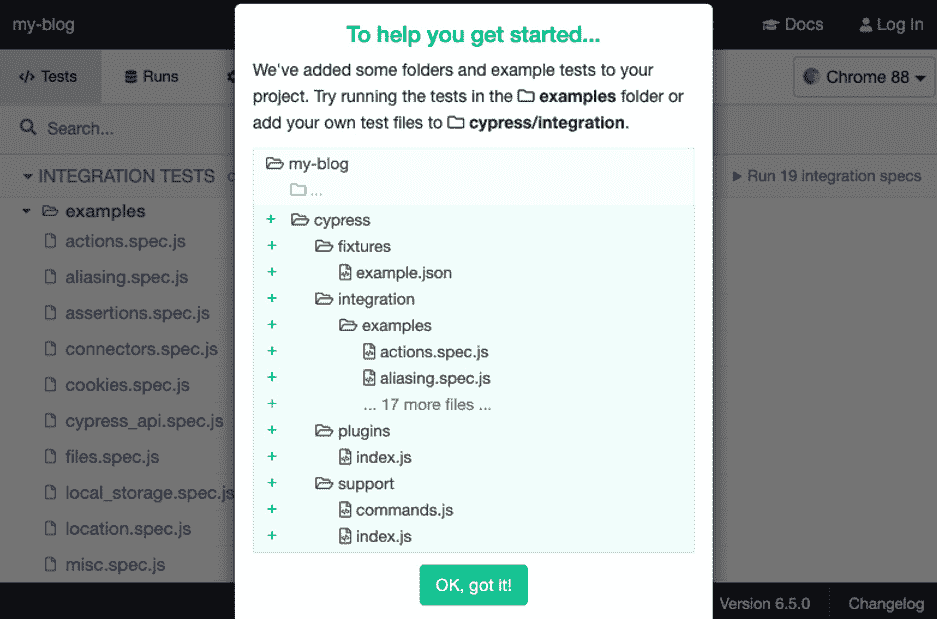 my-blog
Docs
Log In
Tests
Runs
Chrome 88
Search...
INTEGRATION TESTS
Run 19 integration specs
examples
actions.spec.js
aliasing.spec.js
assertions.spec.js
connectors.spec.js
cookies.spec.js
cypress_api.spec.js
files.spec.js
local_storage.spec.js
location.spec.js
misc.spec.js
To help you get started...
We've added some folders and example tests to your
project. Try running the tests in the examples folder or
add your own test files to cypress/integration.
my-blog
...
+ cypress
+ fixtures
+ example.json
+ integration
+ examples
+ actions.spec.js
+ aliasing.spec.js
+ ... 17 more files ...
+ plugins
+ index.js
+ support
+ commands.js
+ index.js
OK, got it!
Version 6.5.0
Changelog